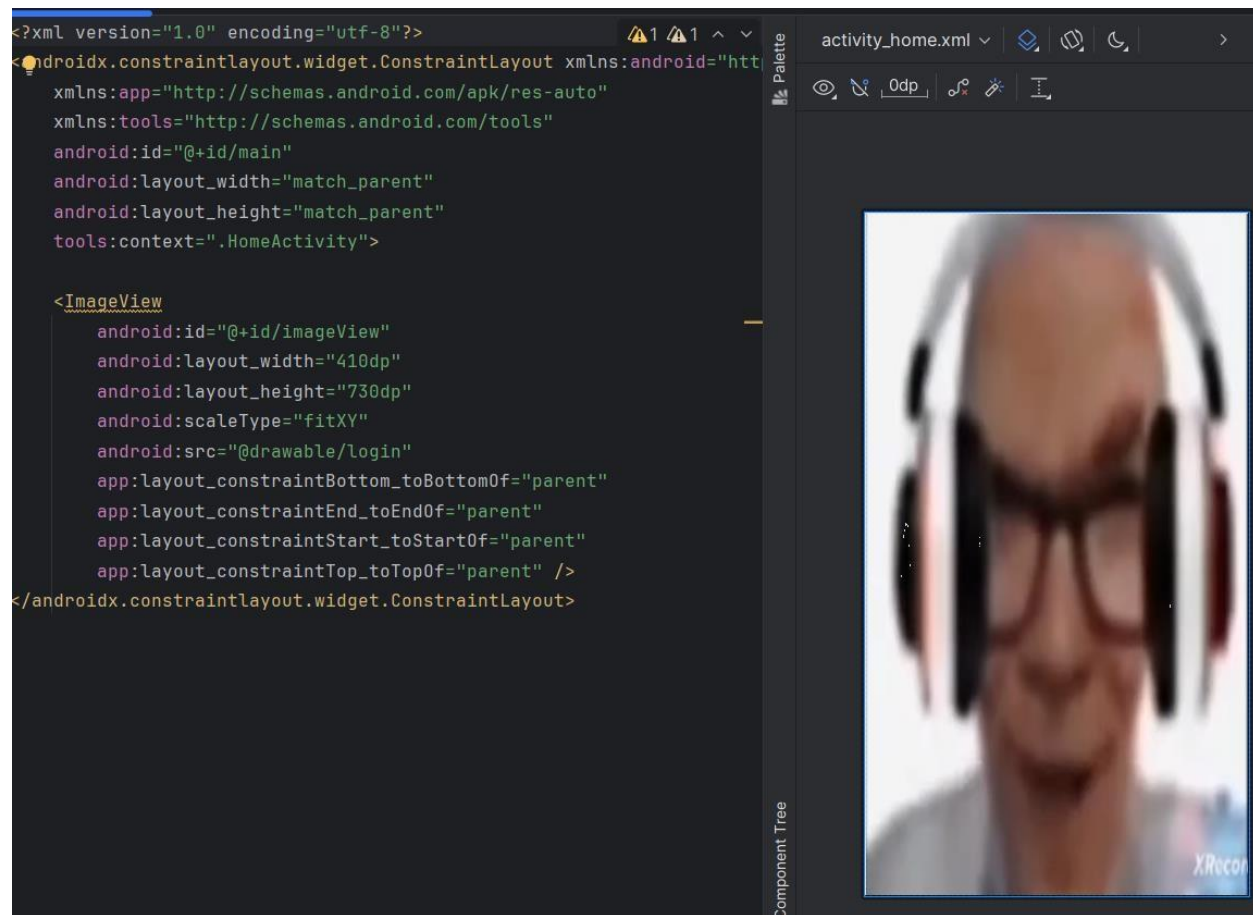 <?xml version="1.0" encoding="utf-8"?>
1 1
<androidx.constraintlayout.widget.ConstraintLayout xmlns:android="htt
xmlns:app="http://schemas.android.com/apk/res-auto"
xmlns:tools="http://schemas.android.com/tools"
android:id="@+id/main"
android:layout_width="match_parent"
android:layout_height="match_parent"
tools:context=".HomeActivity">
<ImageView
android:id="@+id/imageView"
android:layout_width="410dp"
android:layout_height="730dp"
android:scaleType="fitXY"
android:src="@drawable/login"
app:layout_constraintBottom_toBottomOf="parent"
app:layout_constraintEnd_toEndOf="parent"
app:layout_constraintStart_toStartOf="parent"
app:layout_constraintTop_toTopOf="parent" />
</androidx.constraintlayout.widget.ConstraintLayout>
Palette
Component Tree
activity_home.xml
0dp
XRecor